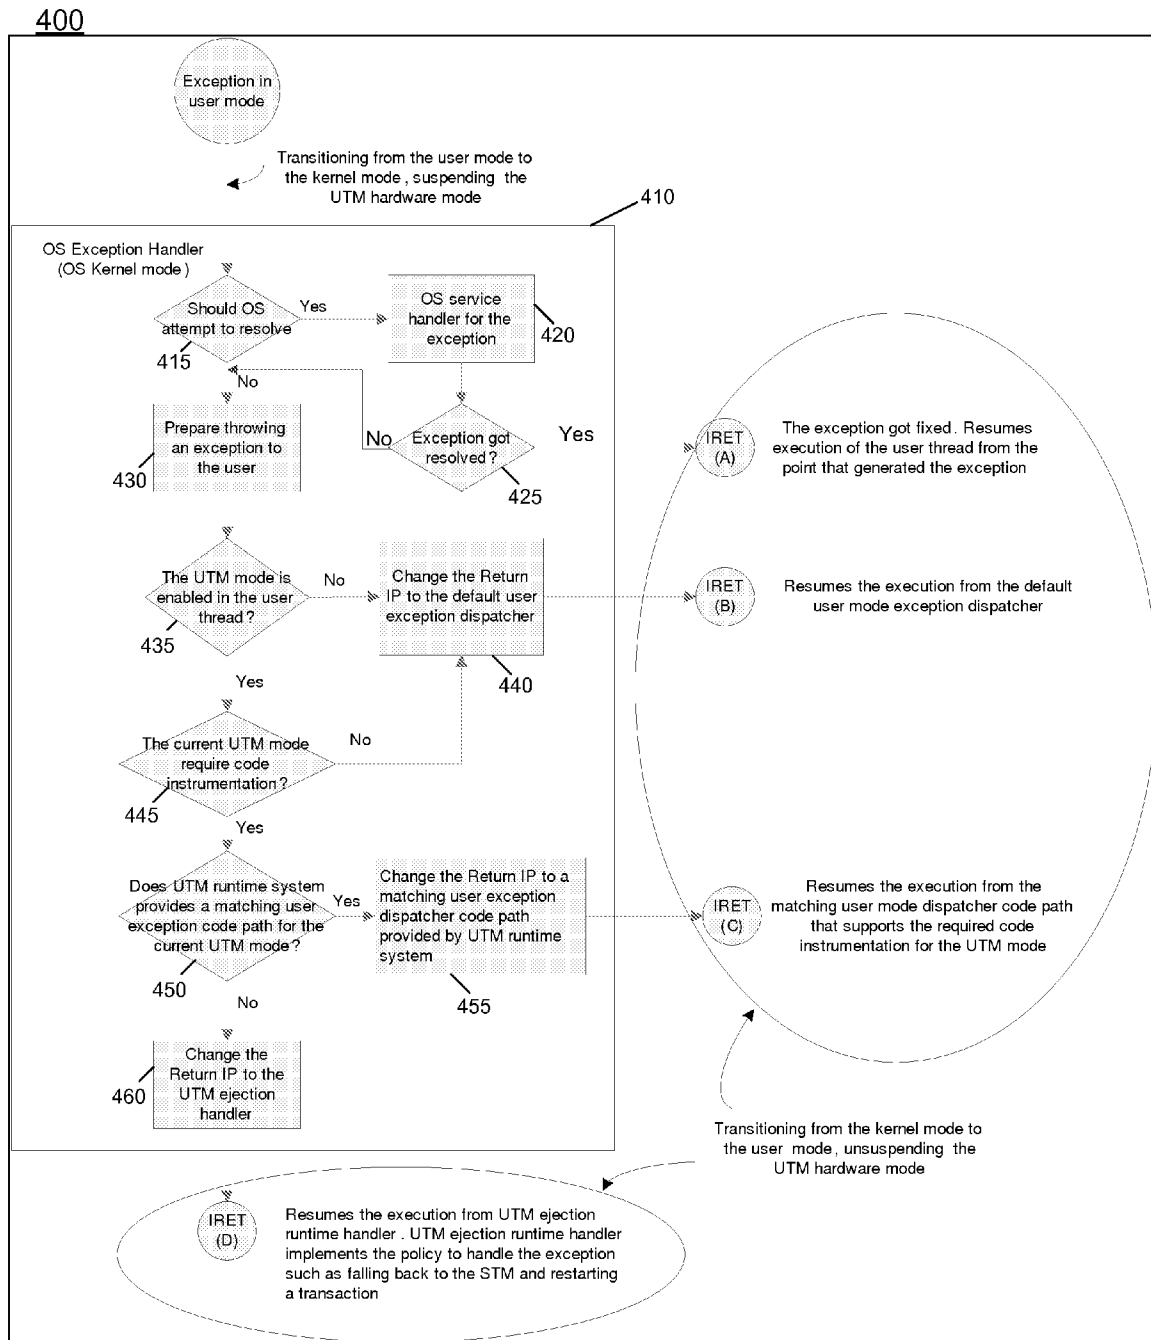 400
Exception in
user mode
Transitioning from the user mode to
the kernel mode, suspending the
UTM hardware mode
410
OS Exception Handler
(OS Kernel mode)
Should OS
attempt to resolve
415
Yes
OS service
handler for the
exception
420
No
Prepare throwing
an exception to
the user
430
No
Exception got
resolved?
425
Yes
IRET
(A)
The exception got fixed. Resumes
execution of the user thread from the
point that generated the exception
The UTM mode is
enabled in the user
thread?
435
No
Change the Return
IP to the default user
exception dispatcher
440
IRET
(B)
Resumes the execution from the default
user mode exception dispatcher
Yes
The current UTM mode
require code
instrumentation?
445
No
Yes
Does UTM runtime system
provides a matching user
exception code path for the
current UTM mode?
450
Yes
Change the Return IP to a
matching user exception
dispatcher code path
provided by UTM runtime
system
455
IRET
(C)
Resumes the execution from the
matching user mode dispatcher code path
that supports the required code
instrumentation for the UTM mode
No
Change the
Return IP to the
UTM ejection
handler
460
Transitioning from the kernel mode to
the user mode, unsuspending the
UTM hardware mode
IRET
(D)
Resumes the execution from UTM ejection
runtime handler. UTM ejection runtime handler
implements the policy to handle the exception
such as falling back to the STM and restarting
a transaction